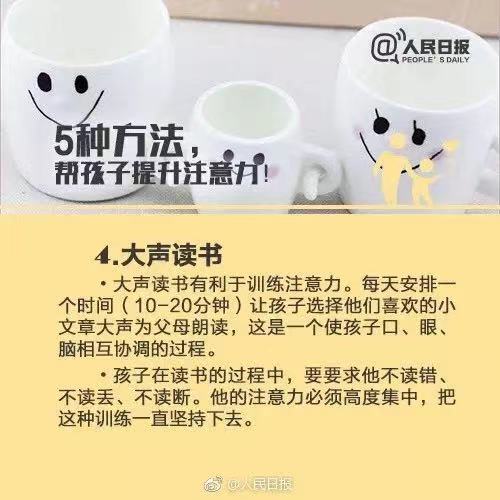 @人民日报
PEOPLE'S DAILY
5种方法，
帮孩子提升注意力！
4.大声读书
·大声读书有利于训练注意力。每天安排一
个时间（10-20分钟）让孩子选择他们喜欢的小
文章大声为父母朗读，这是一个使孩子口、眼、
脑相互协调的过程。
·孩子在读书的过程中，要要求他不读错、
不读丢、不读断。他的注意力必须高度集中，把
这种训练一直坚持下去。
@人民日报